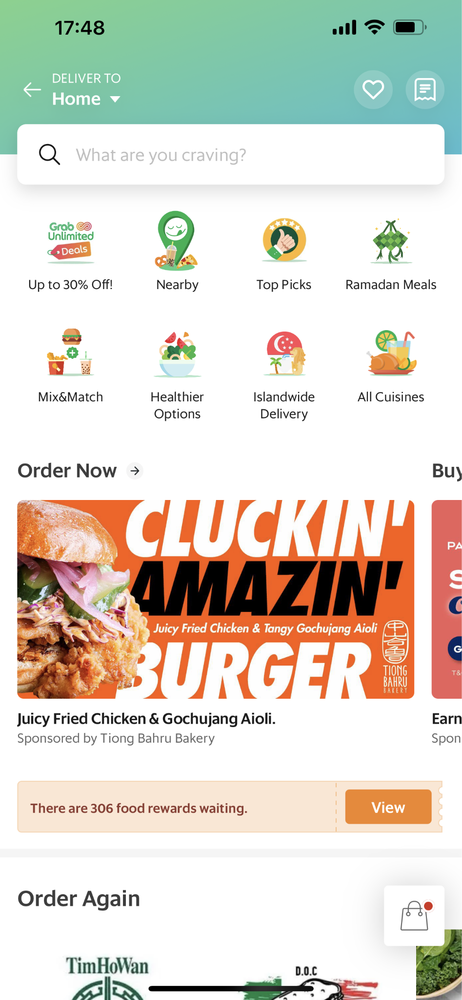 17:48
DELIVER TO
Home
What are you craving?
Grab
Unlimited
Deals
Up to 30% Off!
Nearby
Top Picks
Ramadan Meals
Mix&Match
Healthier
Options
Islandwide
Delivery
All Cuisines
Order Now
Buy
CLUCKIN'
AMAZIN'
Juicy Fried Chicken & Tangy Gochujang Aioli
BURGER
中
峇
魯
TIONG
BAHRU
BAKERY
PA
S
G
T&
Juicy Fried Chicken & Gochujang Aioli.
Sponsored by Tiong Bahru Bakery
Earn
Spon
There are 306 food rewards waiting.
View
Order Again
TimHoWan
D.O.C